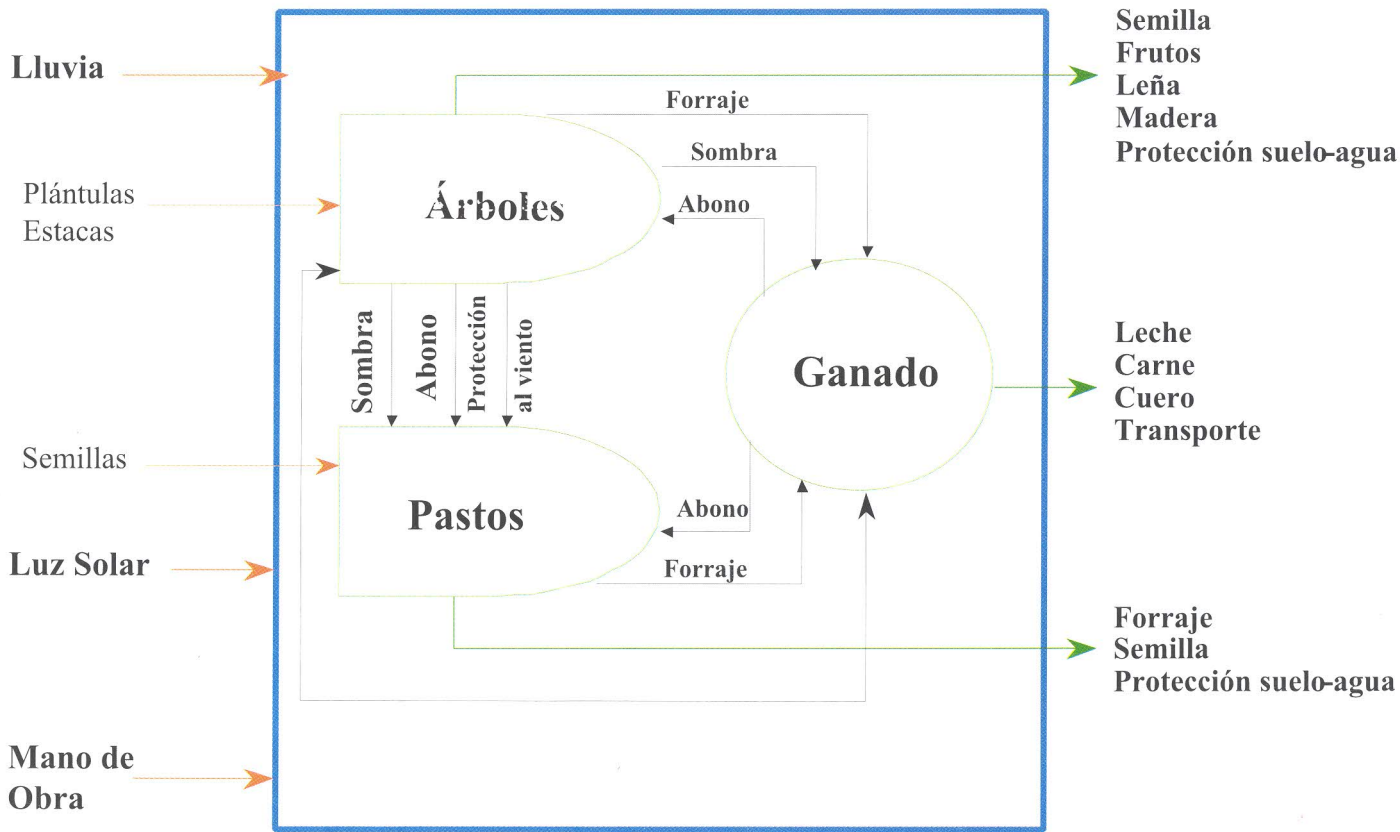 Lluvia
Plántulas
Estacas
Semillas
Luz Solar
Mano de
Obra
Árboles
Forraje
Sombra
Abono
Sombra
Abono
Protección
al viento
Pastos
Abono
Forraje
Ganado
Semilla
Frutos
Leña
Madera
Protección suelo-agua
Leche
Carne
Cuero
Transporte
Forraje
Semilla
Protección suelo-agua